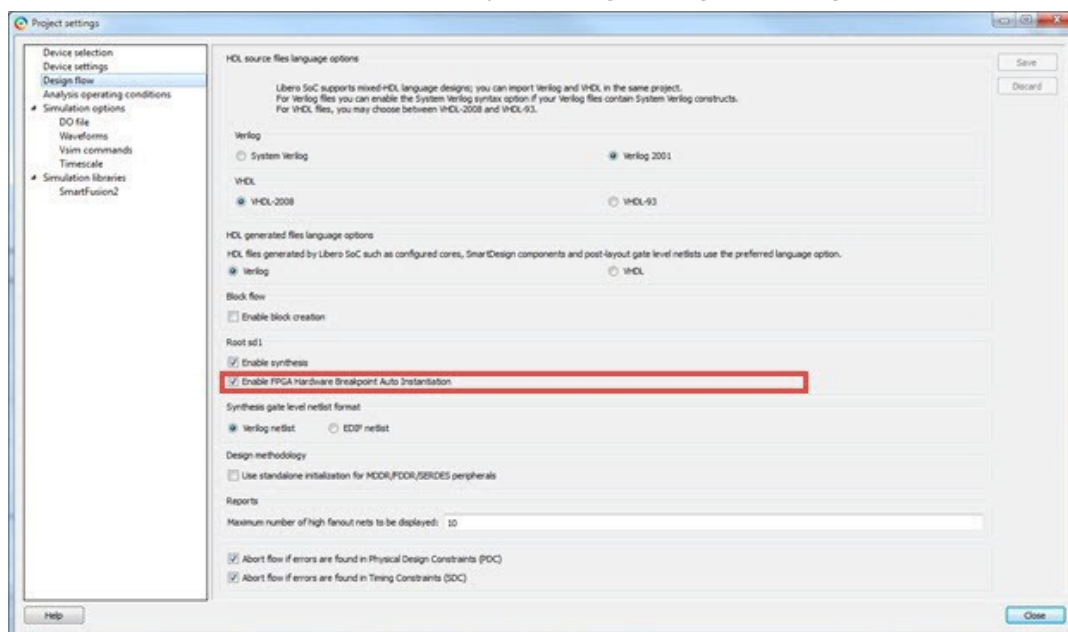 Project settings
Device selection
Device settings
Design flow
Analysis operating conditions
Simulation options
DO file
Waveforms
Vsim commands
Timescale
Simulation libraries
SmartFusion2
HDL source files language options
Libero SoC supports mixed-HDL language designs; you can import Verilog and VHDL in the same project.
For Verilog files you can enable the System Verilog syntax option if your Verilog files contain System Verilog constructs.
For VHDL files, you may choose between VHDL-2008 and VHDL-93.
Verilog
System Verilog
Verilog 2001
VHDL
VHDL-2008
VHDL-93
HDL generated files language options
HDL files generated by Libero SoC such as configured cores, SmartDesign components and post-layout gate level netlists use the preferred language option.
Verilog
VHDL
Block flow
Enable block creation
Root sd1
Enable synthesis
Enable FPGA Hardware Breakpoint Auto Instantiation
Synthesis gate level netlist format
Verilog netlist
EDIF netlist
Design methodology
Use standalone initialization for MDDR/FDDR/SERDES peripherals
Reports
Maximum number of high fanout nets to be displayed: 10
Abort flow if errors are found in Physical Design Constraints (PDC)
Abort flow if errors are found in Timing Constraints (SDC)
Save
Discard
Help
Close